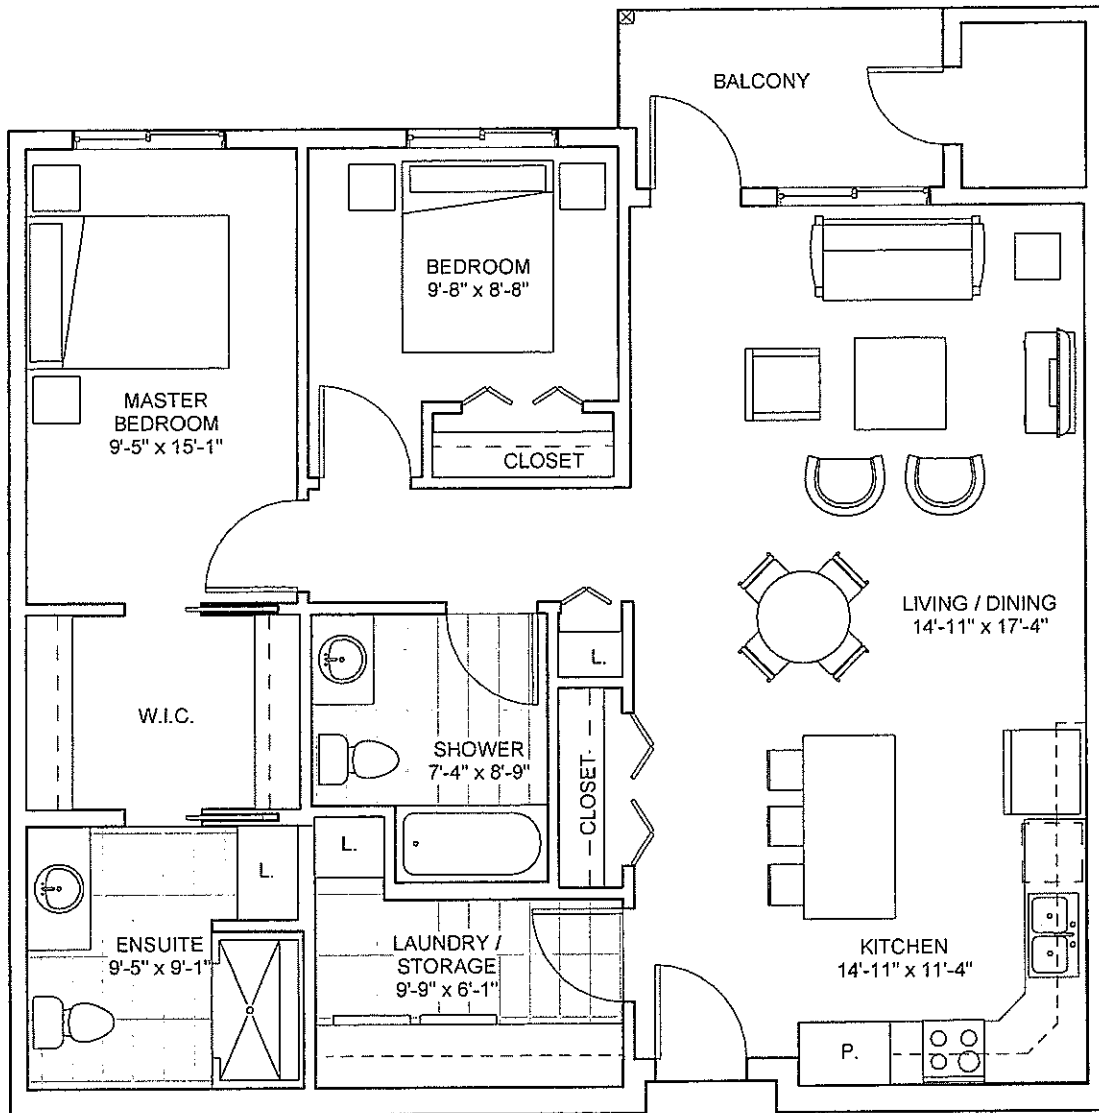 BALCONY
BEDROOM
9'-8" x 8'-8"
MASTER
BEDROOM
9'-5" x 15'-1"
CLOSET
LIVING / DINING
14'-11" x 17'-4"
L.
W.I.C.
SHOWER
7'-4" x 8'-9"
CLOSET
L.
L.
ENSUITE
9'-5" x 9'-1"
LAUNDRY /
STORAGE
9'-9" x 6'-1"
KITCHEN
14'-11" x 11'-4"
P.